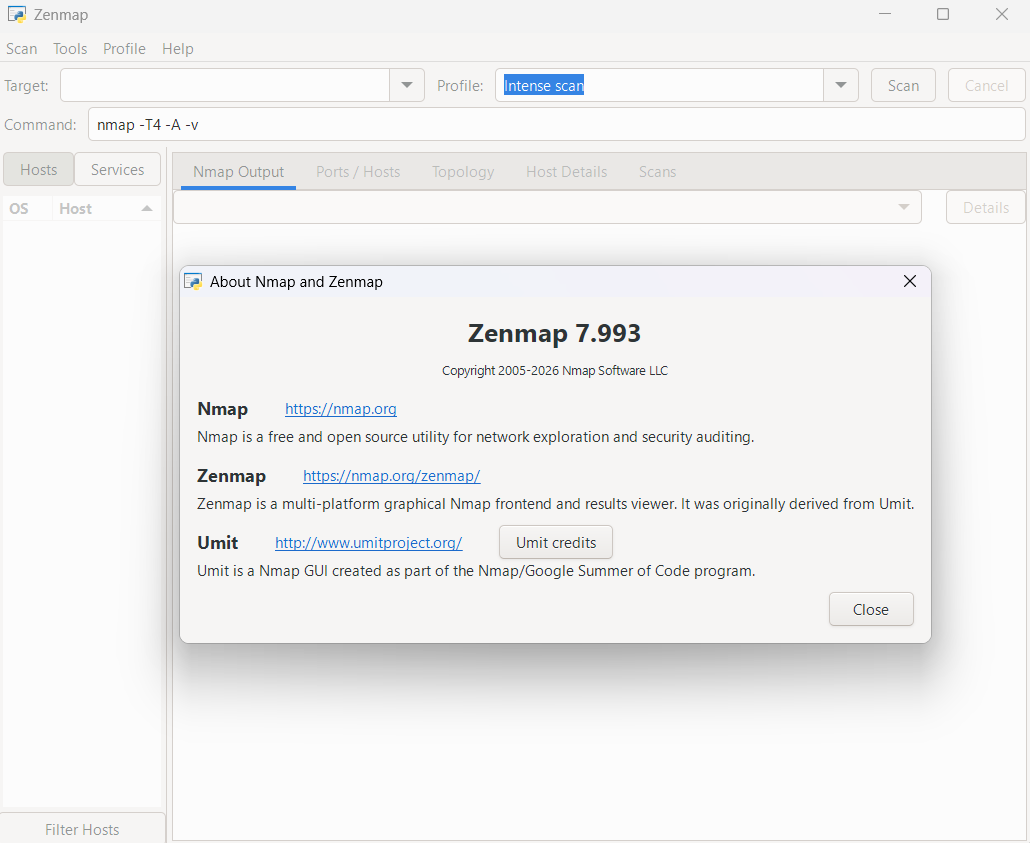 Zenmap
Scan Tools Profile Help
Target: Profile: Intense scan Scan Cancel
Command: nmap -T4 -A -v
Hosts Services Nmap Output Ports / Hosts Topology Host Details Scans
OS Host Details
About Nmap and Zenmap
Zenmap 7.993
Copyright 2005-2026 Nmap Software LLC
Nmap https://nmap.org
Nmap is a free and open source utility for network exploration and security auditing.
Zenmap https://nmap.org/zenmap/
Zenmap is a multi-platform graphical Nmap frontend and results viewer. It was originally derived from Umit.
Umit http://www.umitproject.org/ Umit credits
Umit is a Nmap GUI created as part of the Nmap/Google Summer of Code program.
Close
Filter Hosts